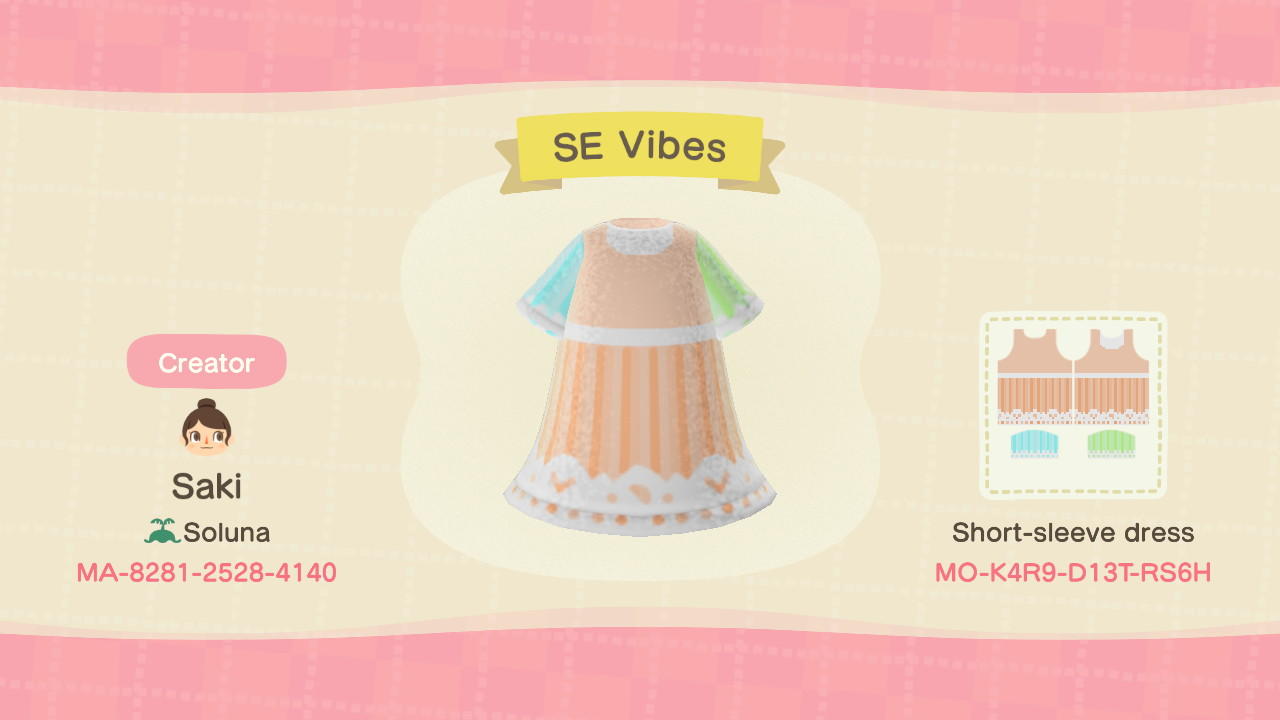 SE Vibes
Creator
Saki
Soluna
MA-8281-2528-4140
Short-sleeve dress
MO-K4R9-D13T-RS6H